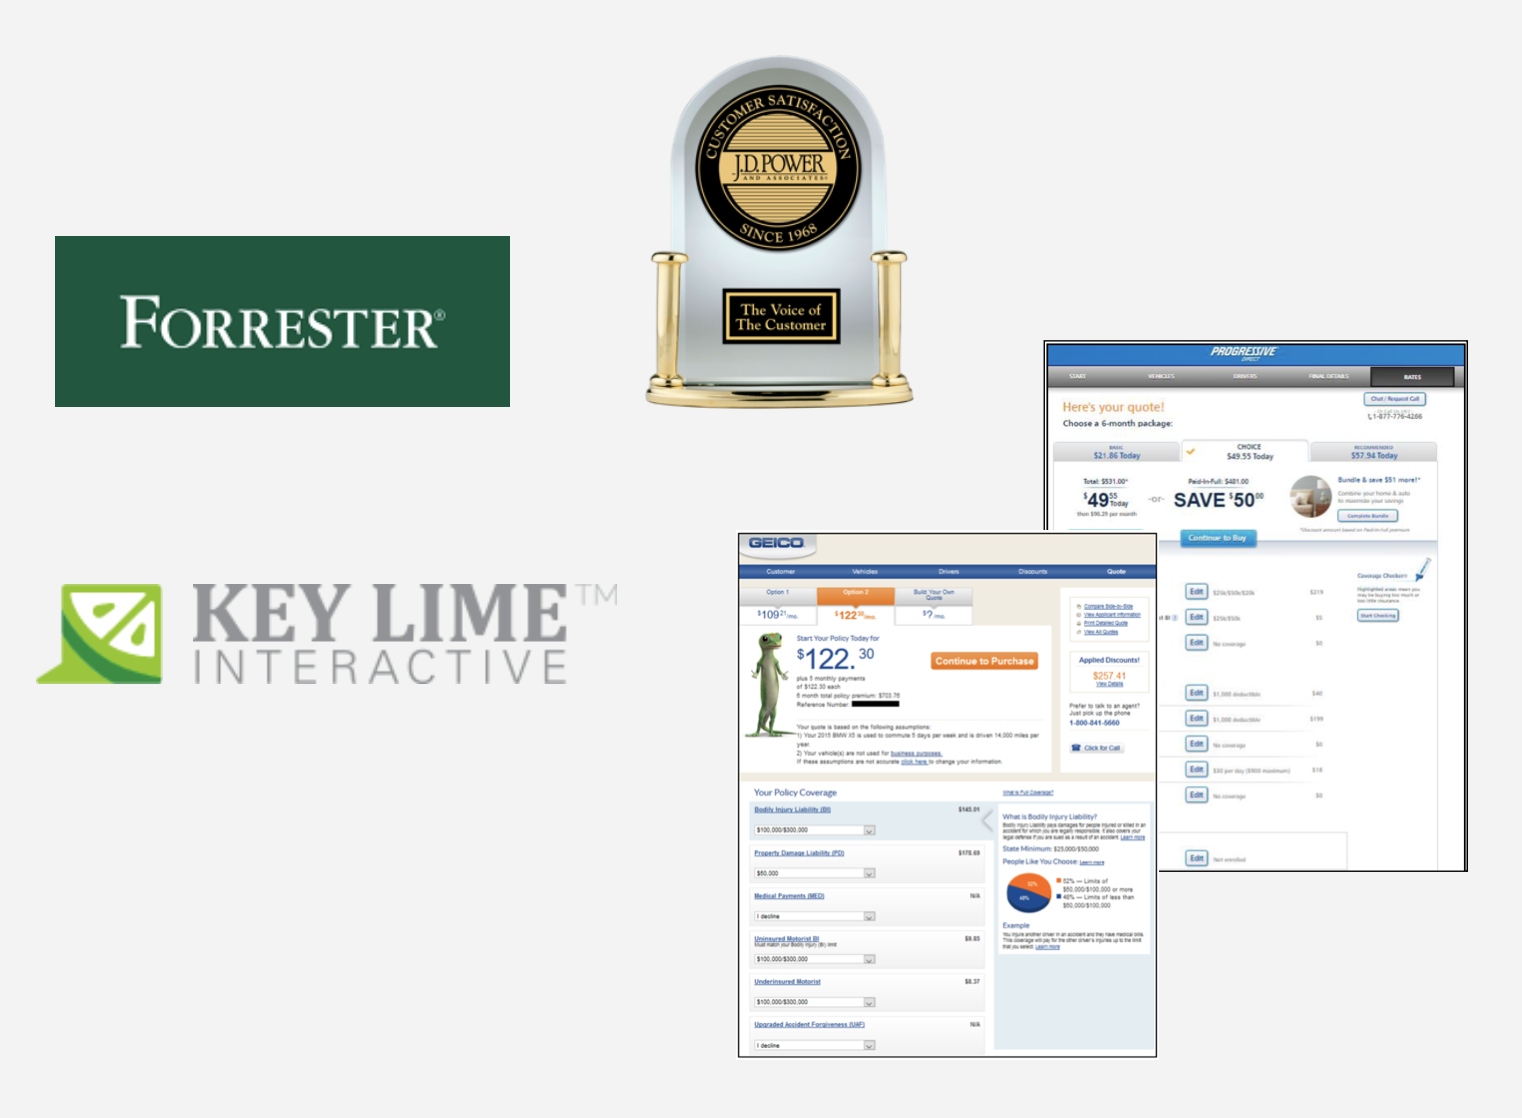 CUSTOMER SATISFACTION
J.D. POWER
AND ASSOCIATES®
SINCE 1968
The Voice of
The Customer
FORRESTER®
KEY LIME™
INTERACTIVE
PROGRESSIVE
DIRECT
START VEHICLES DRIVERS FINAL DETAILS RATES
Here's your quote!
Choose a 6-month package:
Chat / Request Call
1-877-776-4266
BASIC
$21.86 Today
CHOICE
$49.55 Today
RECOMMENDED
$57.94 Today
Total: $531.00*
$49.55 Today
then $96.29 per month
-or-
Paid-In-Full: $481.00
SAVE $50.00
Bundle & save $51 more!*
Combine your home & auto
to maximize your savings
Complete Bundle
*Discount amount based on Paid-in-full premium
Continue to Buy
Edit $25k/$50k/$20k $219
Edit $25k/$50k $5
Edit No coverage $0
Edit $1,000 deductible $40
Edit $1,000 deductible $199
Edit No coverage $0
Edit $30 per day ($900 maximum) $18
Edit No coverage $0
Edit Not enrolled
Coverage Checker
Highlighted areas mean you
may be buying too much or
too little insurance.
Start Checking
GEICO
Customer Vehicles Drivers Discounts Quote
Option 1
$109.21/mo.
Option 2
$122.30/mo.
Build Your Own
Quote
$?/mo.
Start Your Policy Today for
$122.30
plus 5 monthly payments
of $122.30 each
6 month total policy premium: $703.76
Reference Number:
Continue to Purchase
Your quote is based on the following assumptions:
1) Your 2015 BMW X5 is used to commute 5 days per week and is driven 14,000 miles per
year.
2) Your vehicle(s) are not used for business purposes.
If these assumptions are not accurate click here to change your information.
Compare Side-by-Side
View Applicant Information
Print Detailed Quote
View All Quotes
Applied Discounts!
$257.41
View Details
Prefer to talk to an agent?
Just pick up the phone
1-800-841-5660
Click for Call
Your Policy Coverage
Bodily Injury Liability (BI) $145.01
$100,000/$300,000
Property Damage Liability (PD) $178.68
$50,000
Medical Payments (MED) N/A
I decline
Uninsured Motorist BI $9.95
Must match your Bodily Injury (BI) limit
$100,000/$300,000
Underinsured Motorist $8.37
$100,000/$300,000
Upgraded Accident Forgiveness (UAF) N/A
I decline
What is Full Coverage?
What is Bodily Injury Liability?
Bodily Injury Liability pays damages for people injured or killed in an
accident for which you are legally responsible. It also covers your
legal defense if you are sued as a result of an accident. Learn more
State Minimum: $25,000/$50,000
People Like You Choose: Learn more
52%
48%
52% — Limits of
$50,000/$100,000 or more
48% — Limits of less than
$50,000/$100,000
Example
You injure another driver in an accident and they have medical bills.
This coverage will pay for the other driver's injuries up to the limit
that you select. Learn more